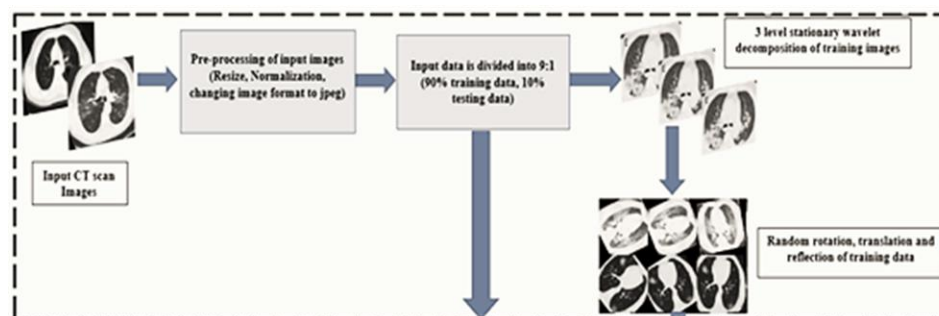 Input CT scan
Images
Pre-processing of input images
(Resize, Normalization,
changing image format to jpeg)
Input data is divided into 9:1
(90% training data, 10%
testing data)
3 level stationary wavelet
decomposition of training images
Random rotation, translation and
reflection of training data